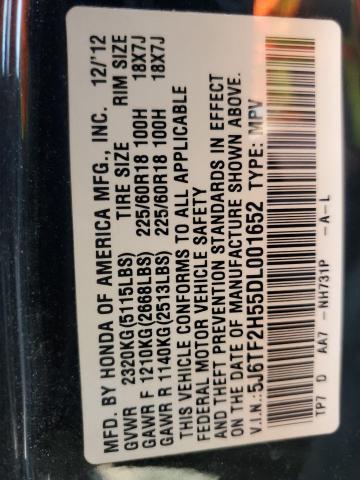 MFD. BY HONDA OF AMERICA MFG., INC. 12/'12
TIRE SIZE RIM SIZE
GVWR 2320KG(5115LBS)
GAWR F 1210KG(2668LBS) 225/60R18 100H 18X7J
GAWR R 1140KG(2513LBS) 225/60R18 100H 18X7J
THIS VEHICLE CONFORMS TO ALL APPLICABLE
FEDERAL MOTOR VEHICLE SAFETY
AND THEFT PREVENTION STANDARDS IN EFFECT
ON THE DATE OF MANUFACTURE SHOWN ABOVE.
V.I.N.:5J6TF2H55DL001652 TYPE: MPV
TP7 D AA7 -NH731P -A-L